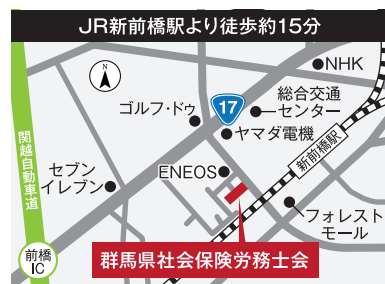 JR新前橋駅より徒歩約15分
N
NHK
総合交通
センター
ゴルフ・ドゥ
17
ヤマダ電機
新前橋駅
関越自動車道
セブン
イレブン
ENEOS
フォレスト
モール
前橋
IC
群馬県社会保険労務士会